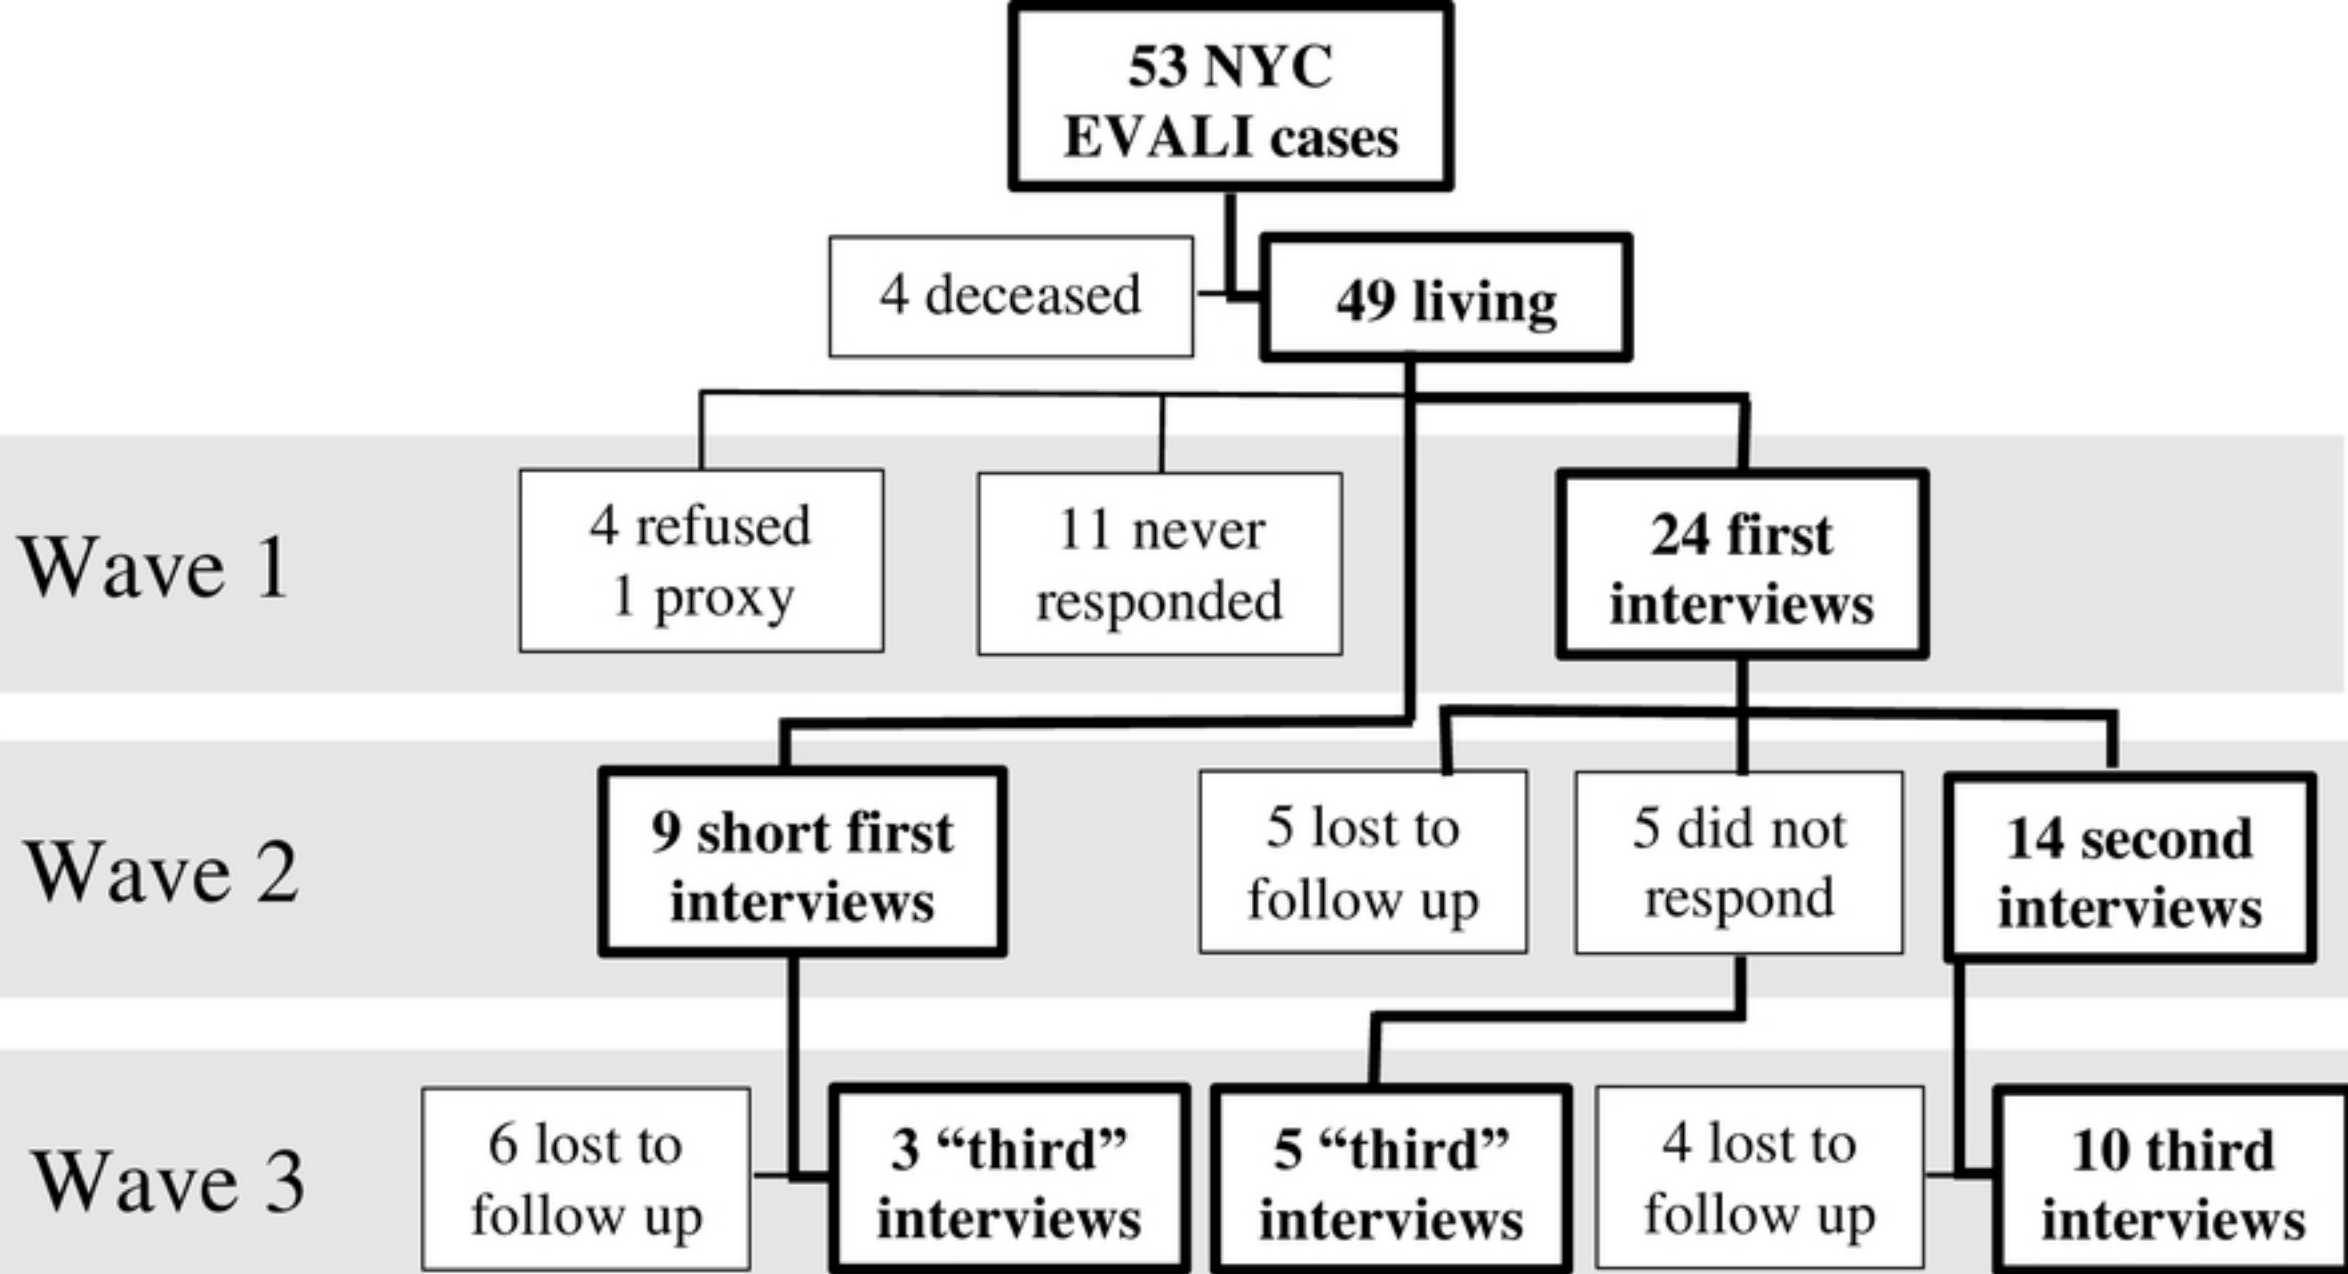 53 NYC
EVALI cases
4 deceased
49 living
Wave 1
4 refused
1 proxy
11 never
responded
24 first
interviews
Wave 2
9 short first
interviews
5 lost to
follow up
5 did not
respond
14 second
interviews
Wave 3
6 lost to
follow up
3 “third”
interviews
5 “third”
interviews
4 lost to
follow up
10 third
interviews